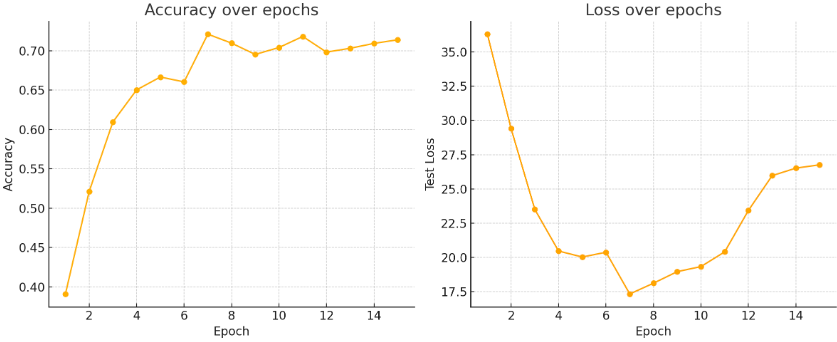 Accuracy over epochs
0.70
0.65
0.60
0.55
0.50
0.45
0.40
Accuracy
2 4 6 8 10 12 14
Epoch
Loss over epochs
35.0
32.5
30.0
27.5
25.0
22.5
20.0
17.5
Test Loss
2 4 6 8 10 12 14
Epoch